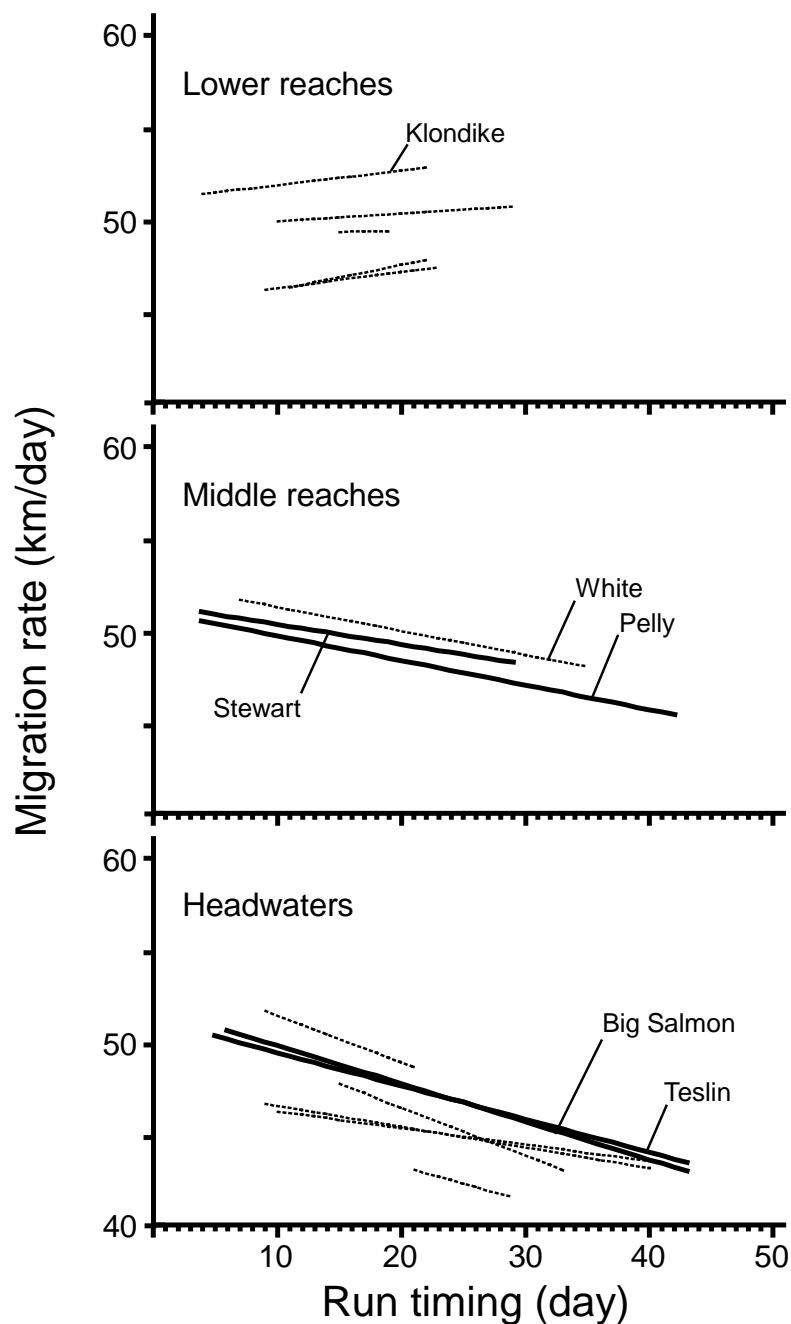 60
Lower reaches
Klondike
50
Migration rate (km/day)
60
Middle reaches
White
Pelly
50
Stewart
60
Headwaters
Big Salmon
50
Teslin
40
10 20 30 40 50
Run timing (day)